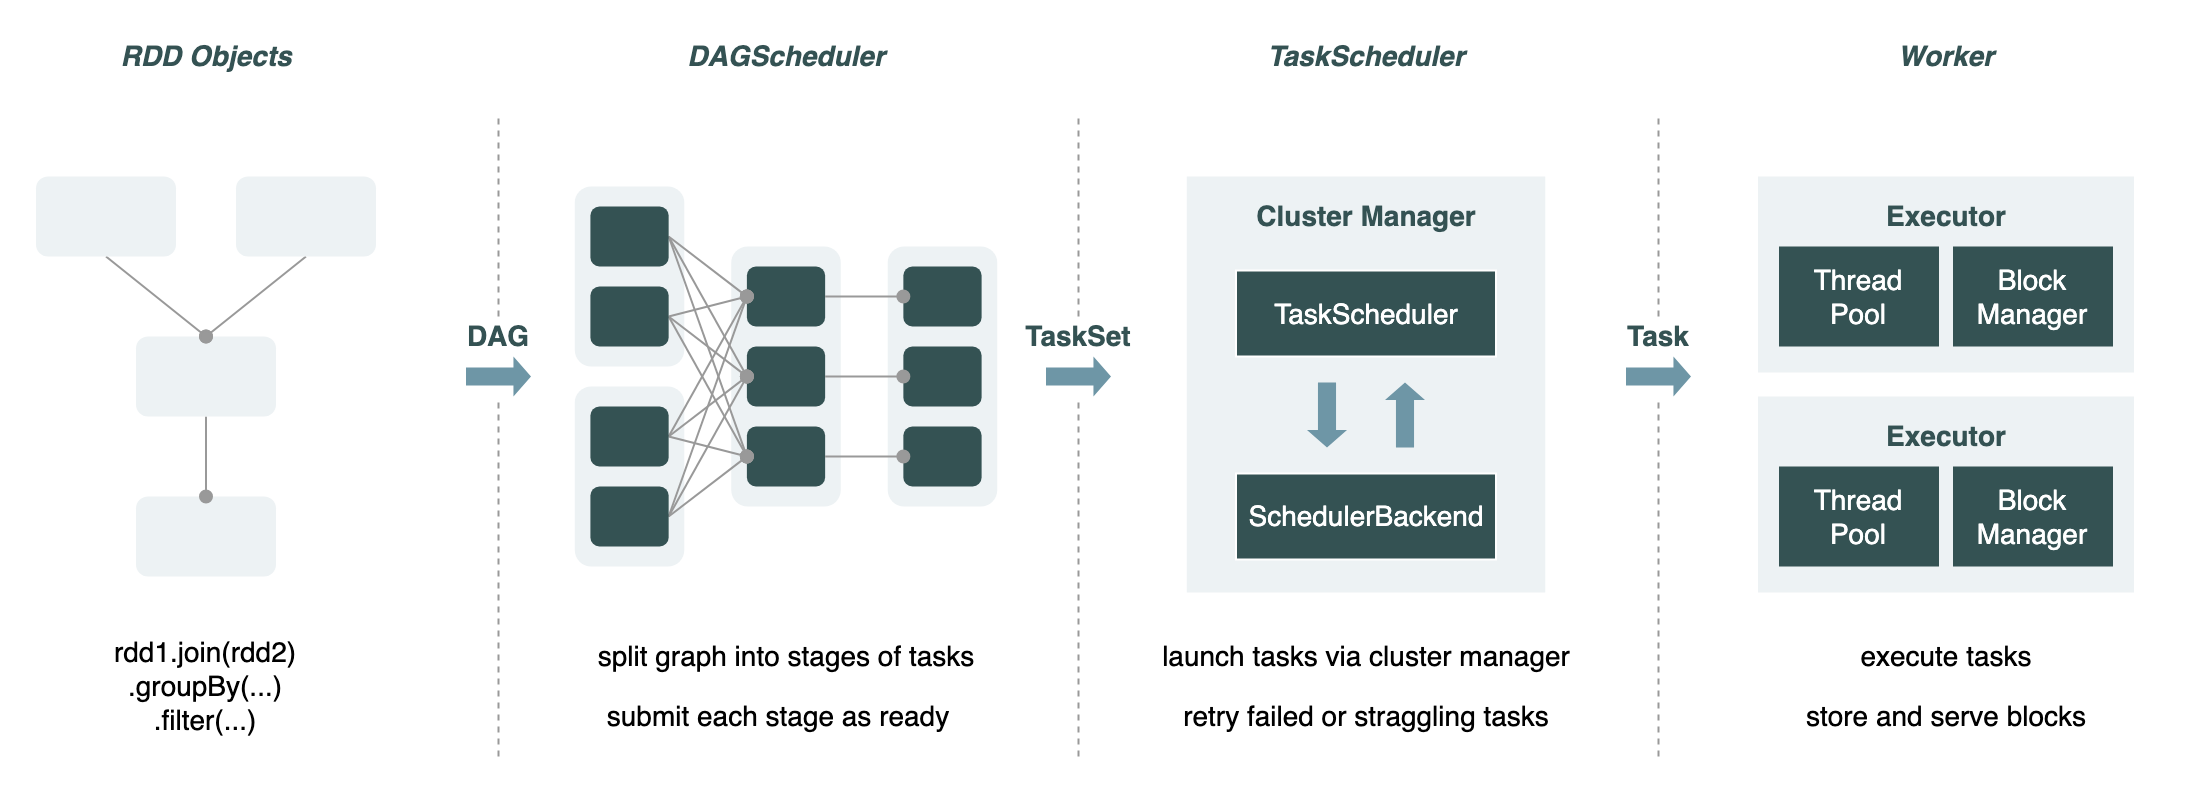 RDD Objects
DAGScheduler
TaskScheduler
Worker
DAG
TaskSet
Cluster Manager
TaskScheduler
SchedulerBackend
Task
Executor
Thread
Pool
Block
Manager
Executor
Thread
Pool
Block
Manager
rdd1.join(rdd2)
.groupBy(...)
.filter(...)
split graph into stages of tasks
submit each stage as ready
launch tasks via cluster manager
retry failed or straggling tasks
execute tasks
store and serve blocks